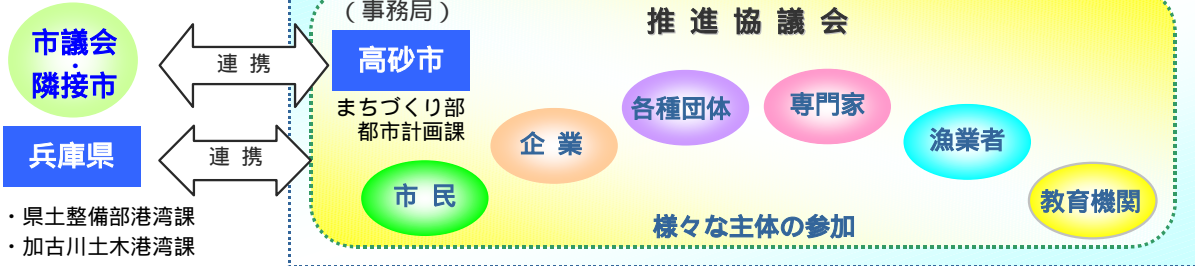 市議会
・
隣接市
連 携
(事務局)
高砂市
まちづくり部
都市計画課
推 進 協 議 会
兵庫県
連 携
・県土整備部港湾課
・加古川土木港湾課
市 民
企 業
各種団体
専門家
漁業者
教育機関
様々な主体の参加